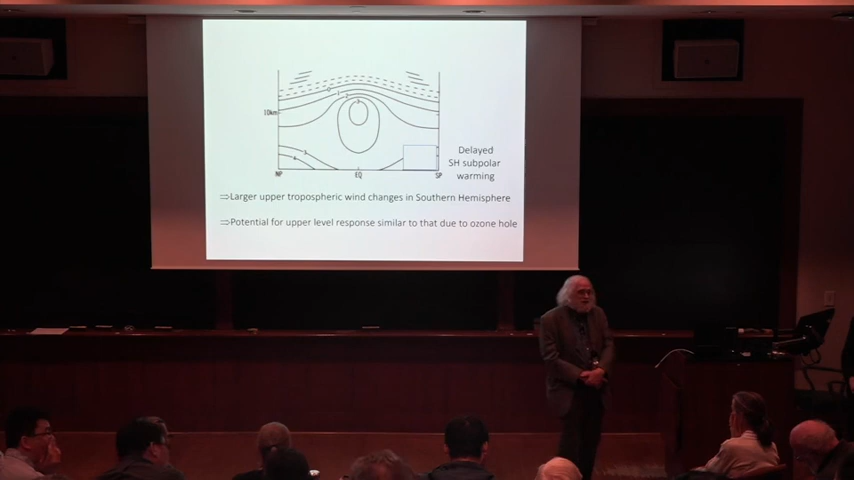 10km
NP
EQ
SP
Delayed
SH subpolar
warming
⇒Larger upper tropospheric wind changes in Southern Hemisphere
⇒Potential for upper level response similar to that due to ozone hole